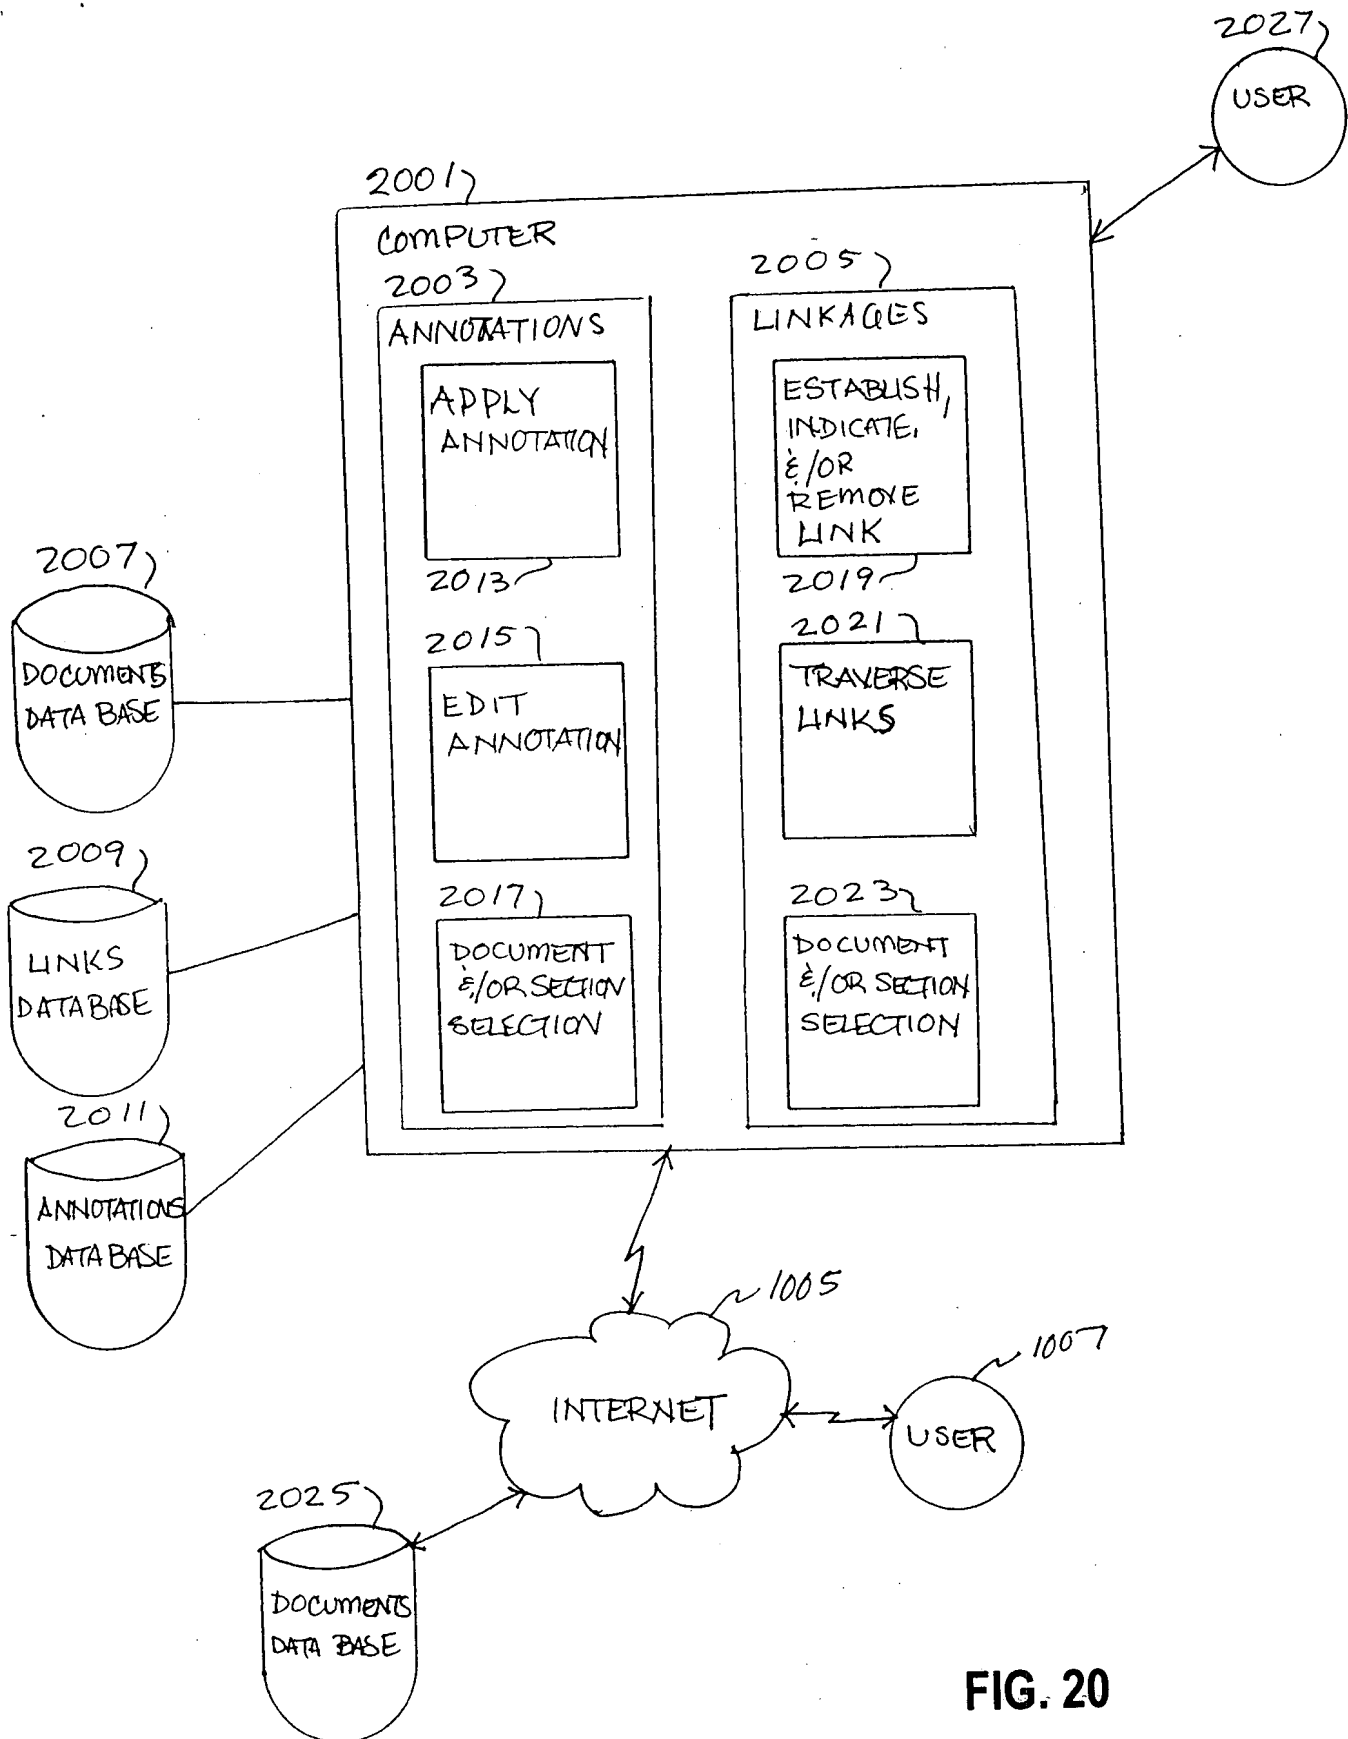 2027
USER
2001
COMPUTER
2003
ANNOTATIONS
APPLY
ANNOTATION
2013
2015
EDIT
ANNOTATION
2017
DOCUMENT
&/OR SECTION
SELECTION
2005
LINKAGES
ESTABLISH,
INDICATE,
&/OR
REMOVE
LINK
2019
2021
TRAVERSE
LINKS
2023
DOCUMENT
&/OR SECTION
SELECTION
2007
DOCUMENTS
DATA BASE
2009
LINKS
DATABASE
2011
ANNOTATIONS
DATA BASE
1005
INTERNET
1007
USER
2025
DOCUMENTS
DATA BASE
FIG. 20